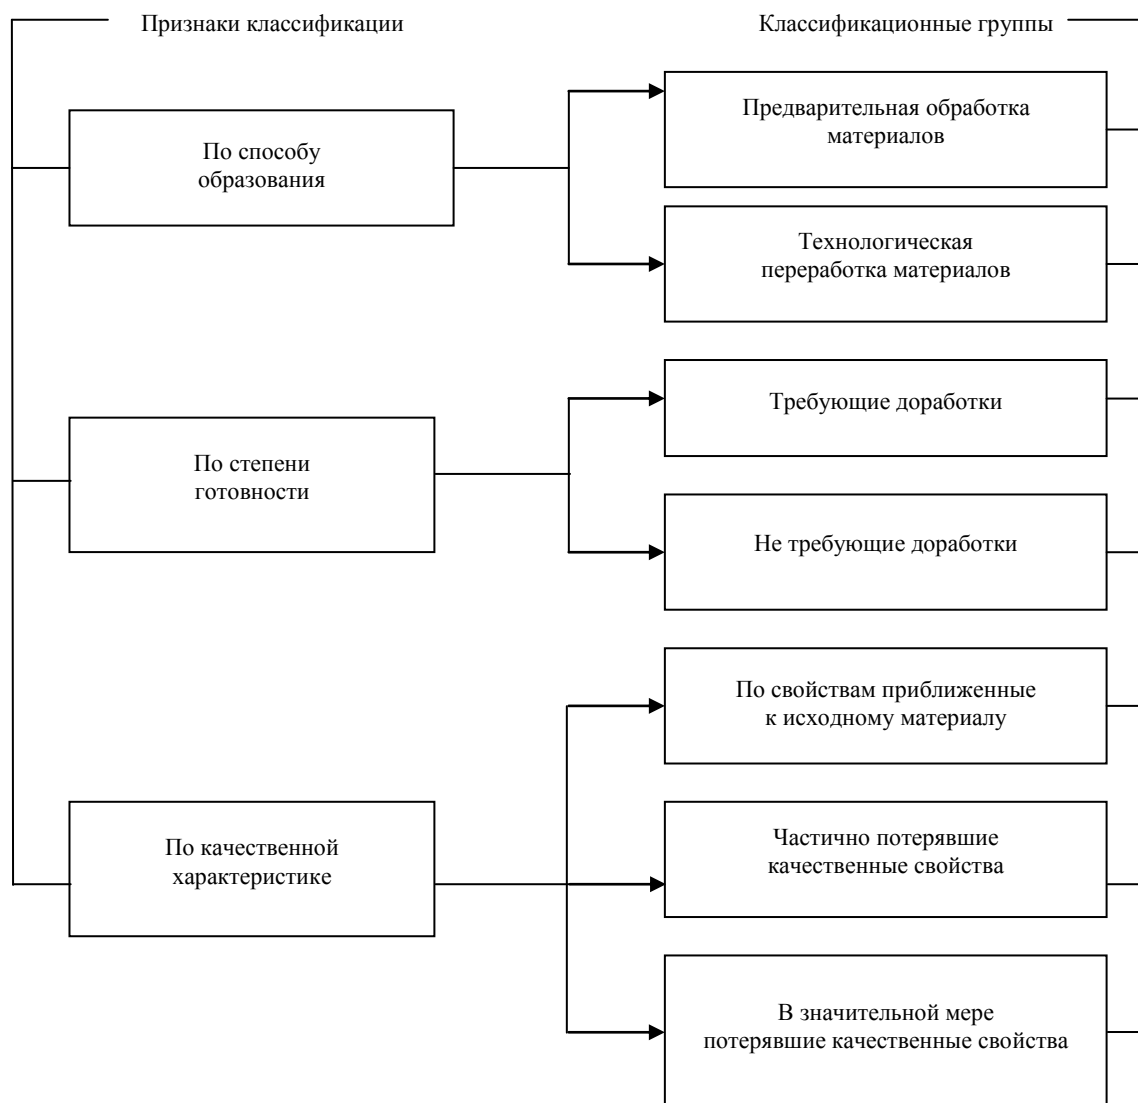 Признаки классификации
Классификационные группы
По способу
образования
Предварительная обработка
материалов
Технологическая
переработка материалов
По степени
готовности
Требующие доработки
Не требующие доработки
По качественной
характеристике
По свойствам приближенные
к исходному материалу
Частично потерявшие
качественные свойства
В значительной мере
потерявшие качественные свойства